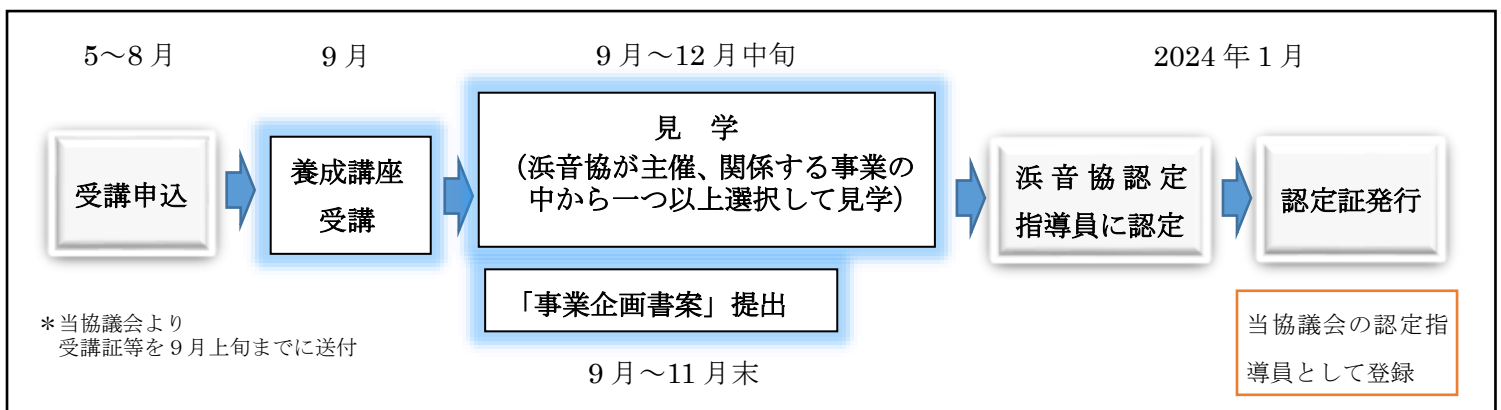 5～8月
9月
9月～12月中旬
2024年1月
受講申込
養成講座
受講
見　学
（浜音協が主催、関係する事業の
中から一つ以上選択して見学）
浜音協認定
指導員に認定
認定証発行
「事業企画書案」提出
＊当協議会より
受講証等を９月上旬までに送付
9月～11月末
当協議会の認定指
導員として登録